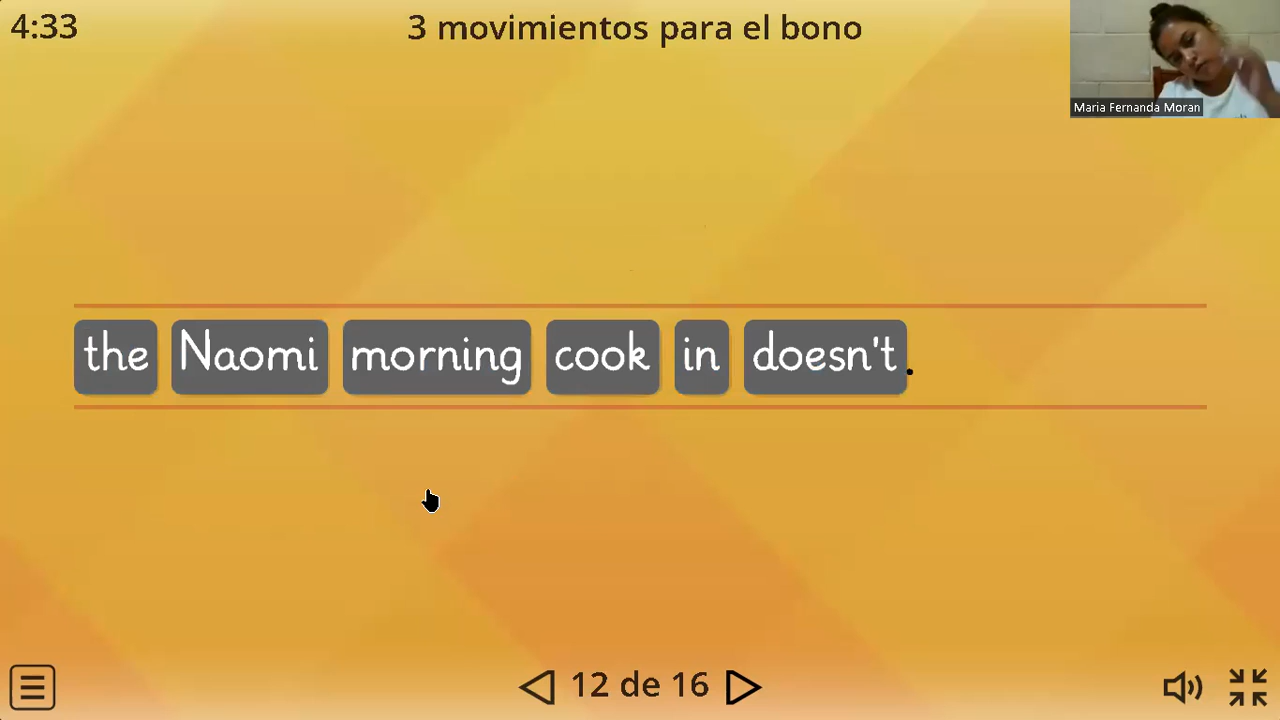 4:33
3 movimientos para el bono
Maria Fernanda Moran
the Naomi morning cook in doesn't.
12 de 16